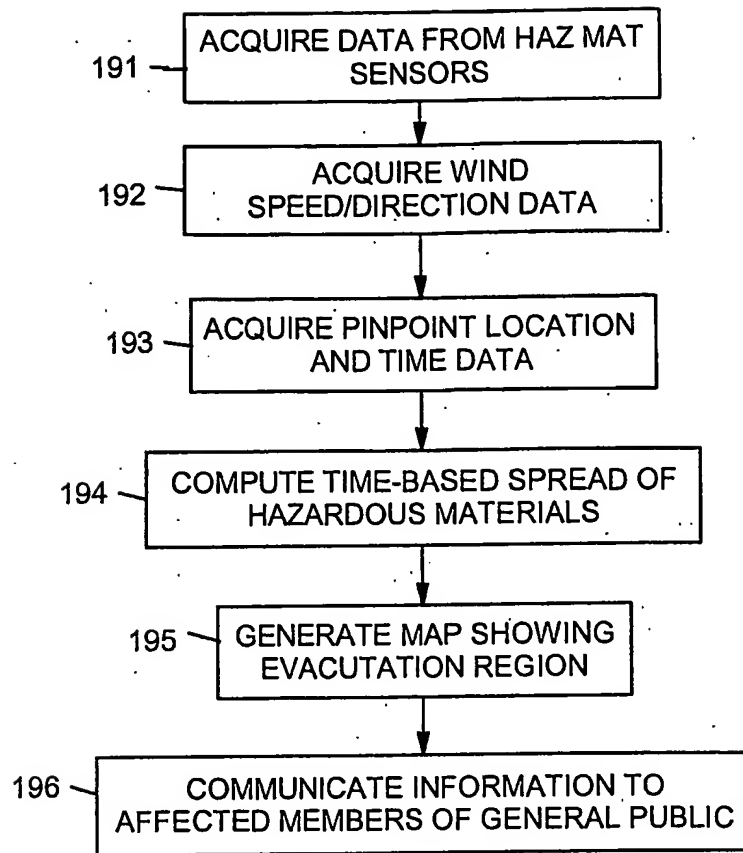 191
ACQUIRE DATA FROM HAZ MAT
SENSORS
192
ACQUIRE WIND
SPEED/DIRECTION DATA
193
ACQUIRE PINPOINT LOCATION
AND TIME DATA
194
COMPUTE TIME-BASED SPREAD OF
HAZARDOUS MATERIALS
195
GENERATE MAP SHOWING
EVACUTATION REGION
196
COMMUNICATE INFORMATION TO
AFFECTED MEMBERS OF GENERAL PUBLIC